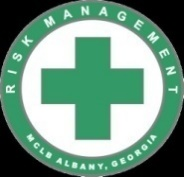 RISK MANAGEMENT
MCLB ALBANY, GEORGIA